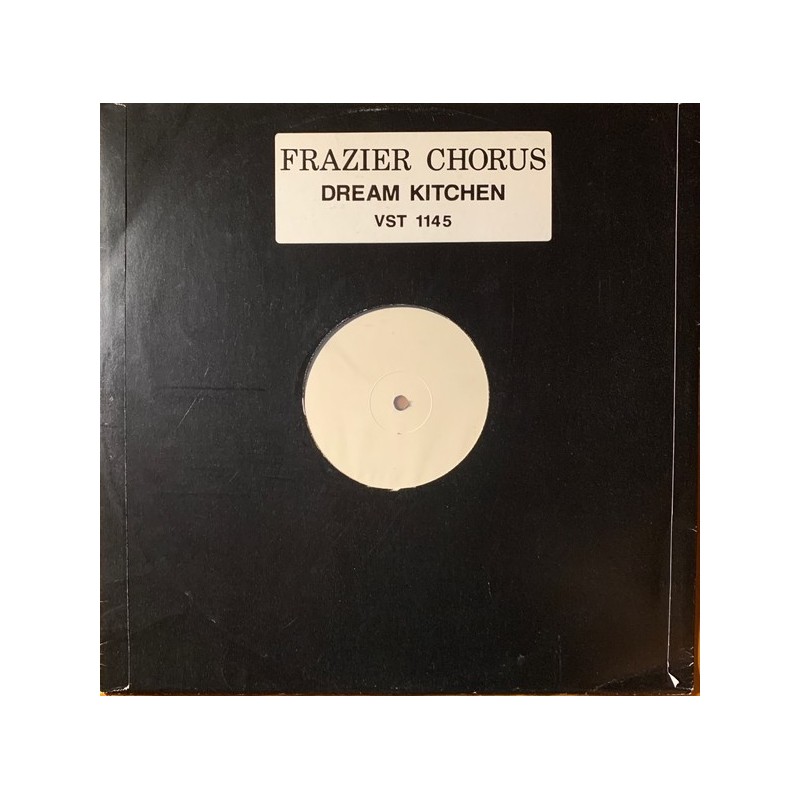 FRAZIER CHORUS
DREAM KITCHEN
VST 1145